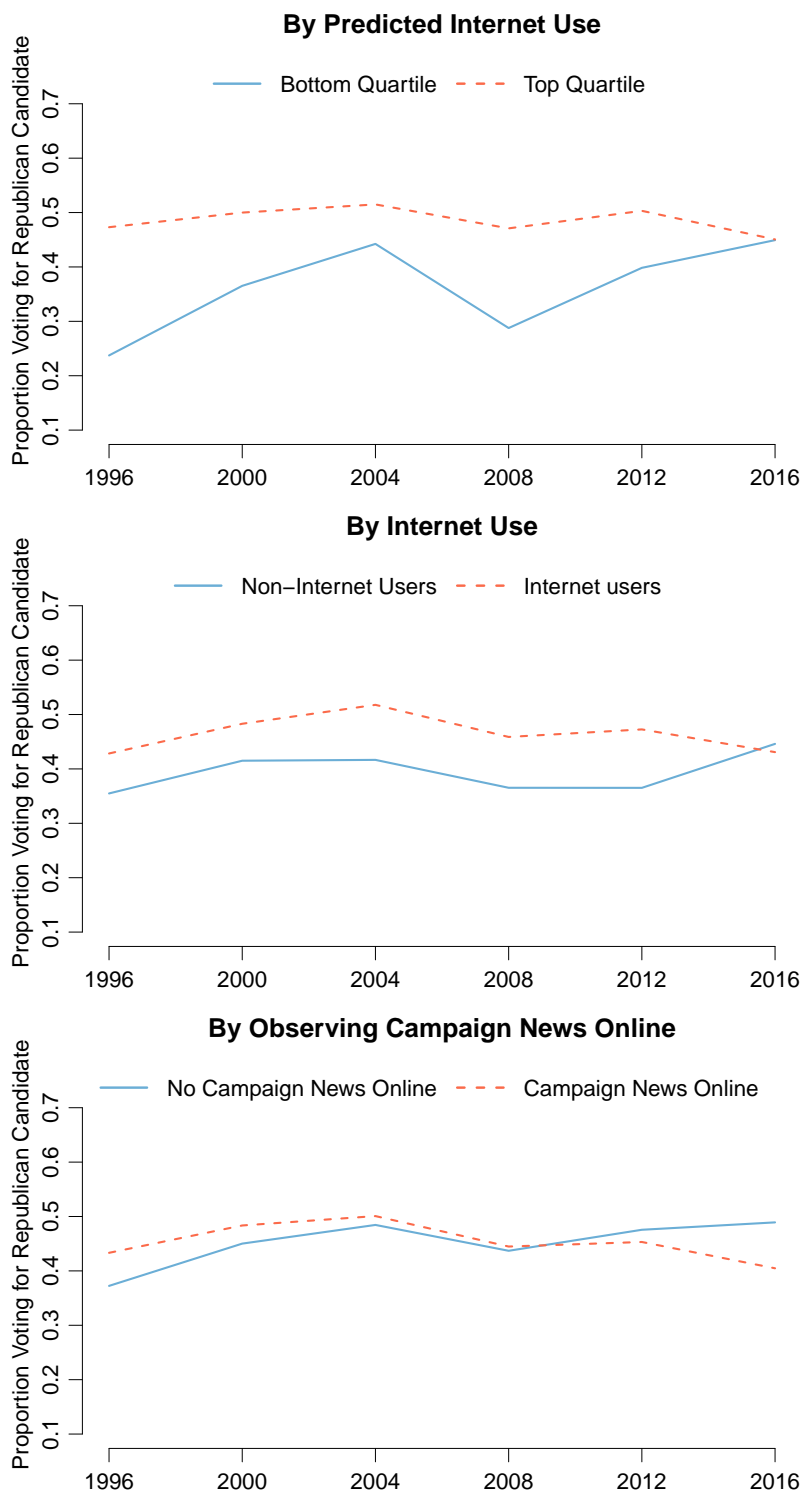 By Predicted Internet Use
Bottom Quartile
Top Quartile
Proportion Voting for Republican Candidate
0.7
0.6
0.5
0.4
0.3
0.2
0.1
1996 2000 2004 2008 2012 2016
By Internet Use
Non−Internet Users
Internet users
Proportion Voting for Republican Candidate
0.7
0.6
0.5
0.4
0.3
0.2
0.1
1996 2000 2004 2008 2012 2016
By Observing Campaign News Online
No Campaign News Online
Campaign News Online
Proportion Voting for Republican Candidate
0.7
0.6
0.5
0.4
0.3
0.2
0.1
1996 2000 2004 2008 2012 2016